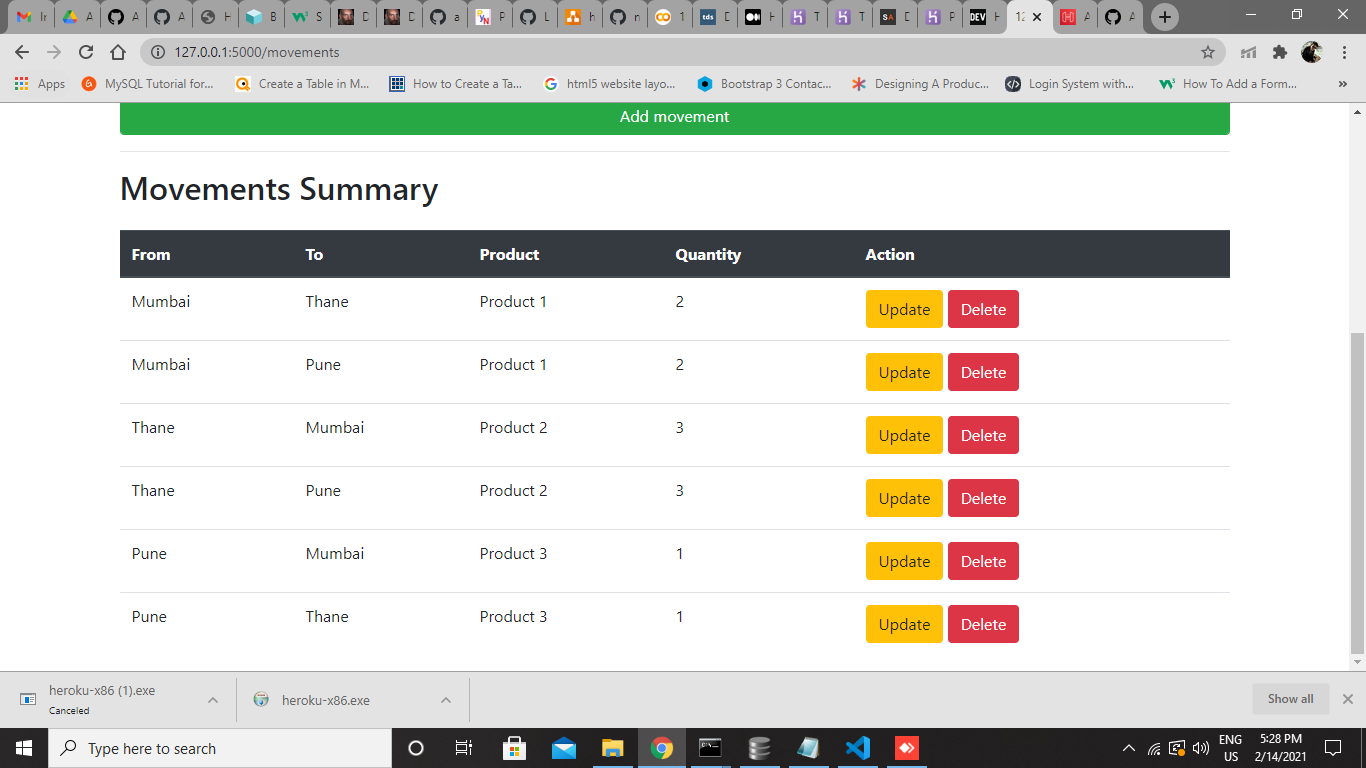 127.0.0.1:5000/movements
Apps MySQL Tutorial for... Create a Table in M... How to Create a Ta... html5 website layo... Bootstrap 3 Contac... Designing A Produc... Login System with... How To Add a Form... »
Add movement
Movements Summary
From To Product Quantity Action
Mumbai Thane Product 1 2 Update Delete
Mumbai Pune Product 1 2 Update Delete
Thane Mumbai Product 2 3 Update Delete
Thane Pune Product 2 3 Update Delete
Pune Mumbai Product 3 1 Update Delete
Pune Thane Product 3 1 Update Delete
heroku-x86 (1).exe
Canceled
heroku-x86.exe
Show all
Type here to search
ENG
US
5:28 PM
2/14/2021